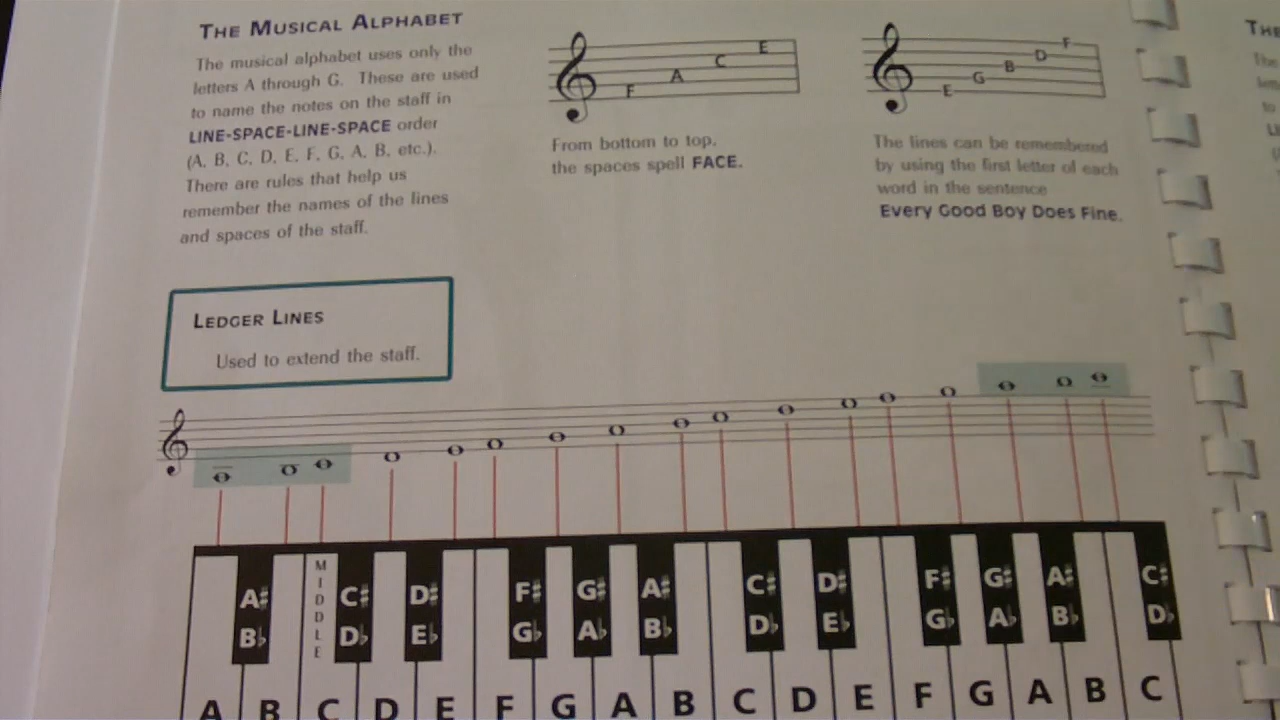 THE MUSICAL ALPHABET
The musical alphabet uses only the
letters A through G. These are used
to name the notes on the staff in
LINE-SPACE-LINE-SPACE order
(A, B, C, D, E, F, G, A, B, etc.).
There are rules that help us
remember the names of the lines
and spaces of the staff.
F A C E
From bottom to top,
the spaces spell FACE.
E G B D F
The lines can be remembered
by using the first letter of each
word in the sentence
Every Good Boy Does Fine.
LEDGER LINES
Used to extend the staff.
MIDDLE
A♯ C♯ D♯ F♯ G♯ A♯ C♯ D♯ F♯ G♯ A♯ C♯
B♭ D♭ E♭ G♭ A♭ B♭ D♭ E♭ G♭ A♭ B♭ D♭
A B C D E F G A B C D E F G A B C
THE